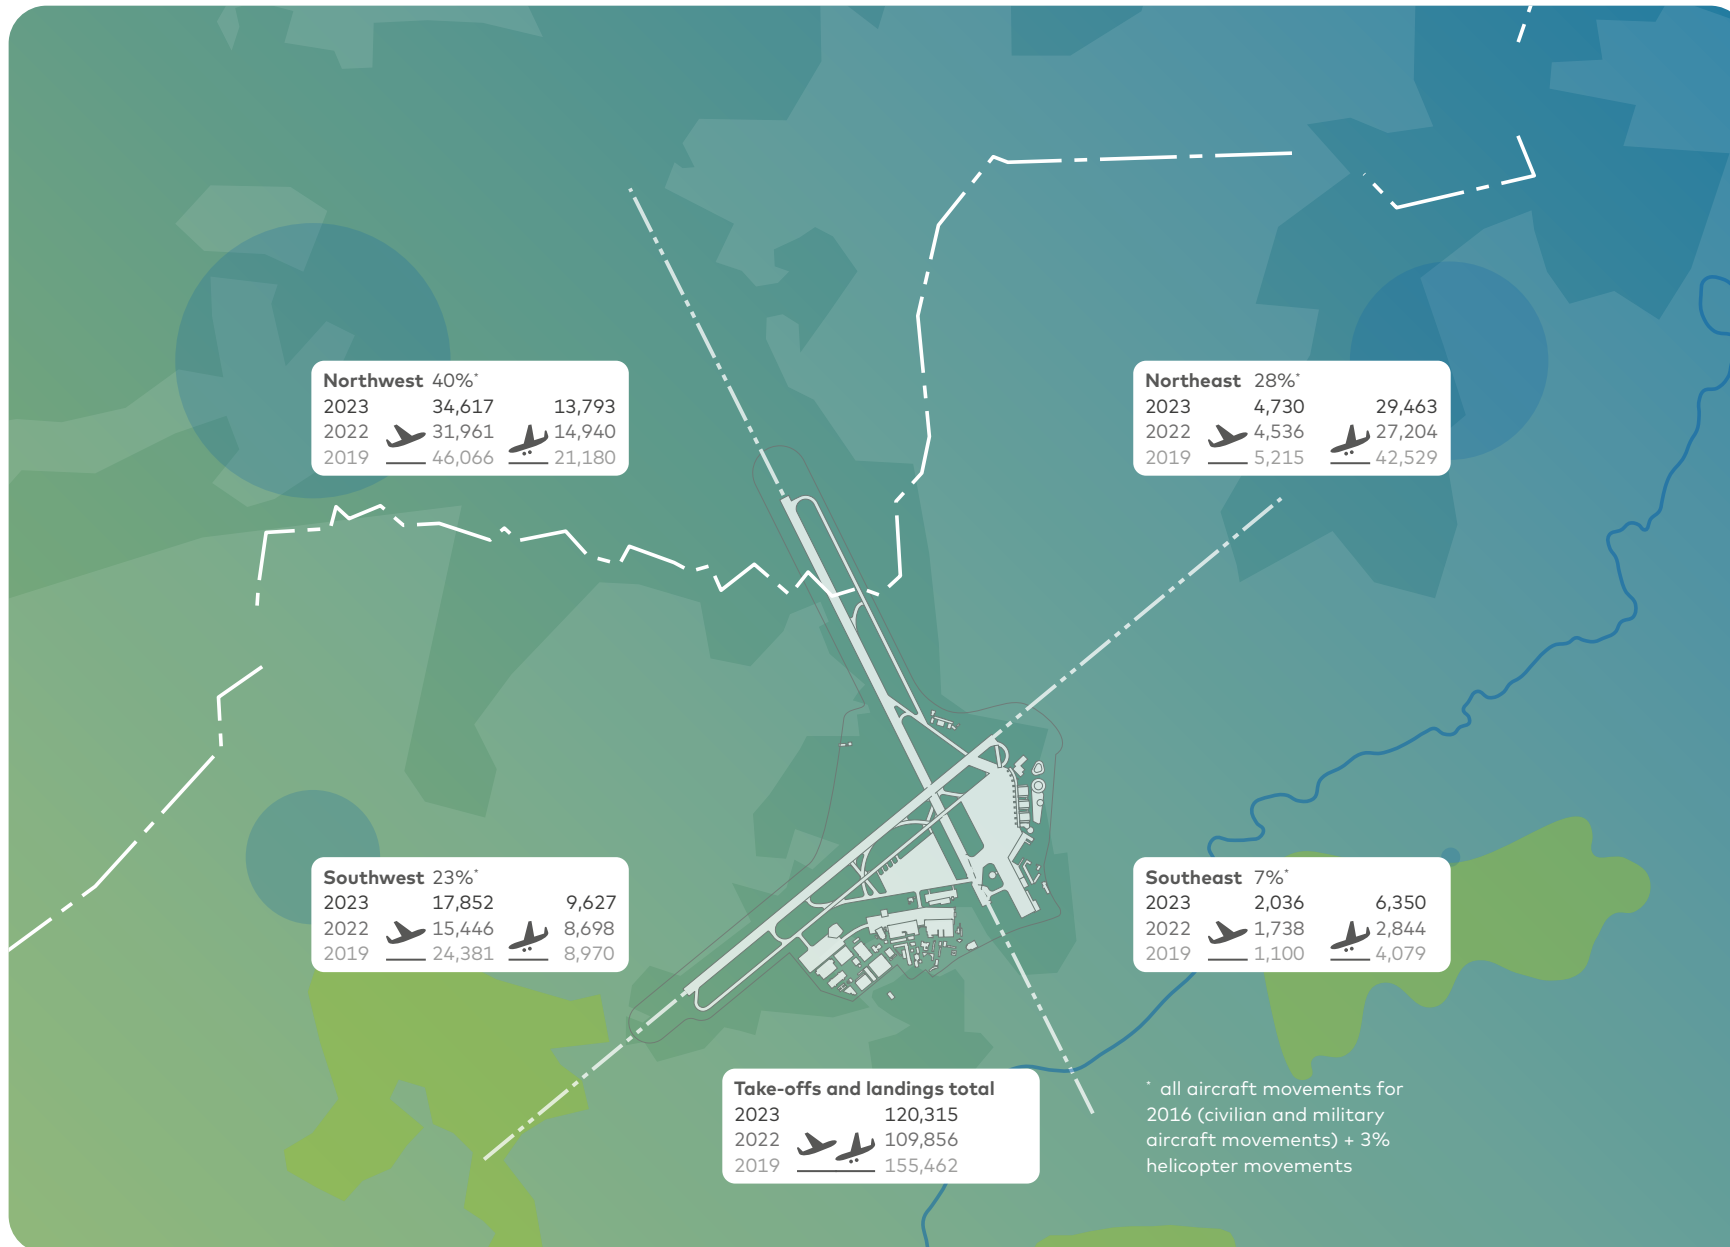 Northwest 40%*
2023 34,617 13,793
2022 31,961 14,940
2019 46,066 21,180
Northeast 28%*
2023 4,730 29,463
2022 4,536 27,204
2019 5,215 42,529
Southwest 23%*
2023 17,852 9,627
2022 15,446 8,698
2019 24,381 8,970
Southeast 7%*
2023 2,036 6,350
2022 1,738 2,844
2019 1,100 4,079
Take-offs and landings total
2023 120,315
2022 109,856
2019 155,462
* all aircraft movements for
2016 (civilian and military
aircraft movements) + 3%
helicopter movements